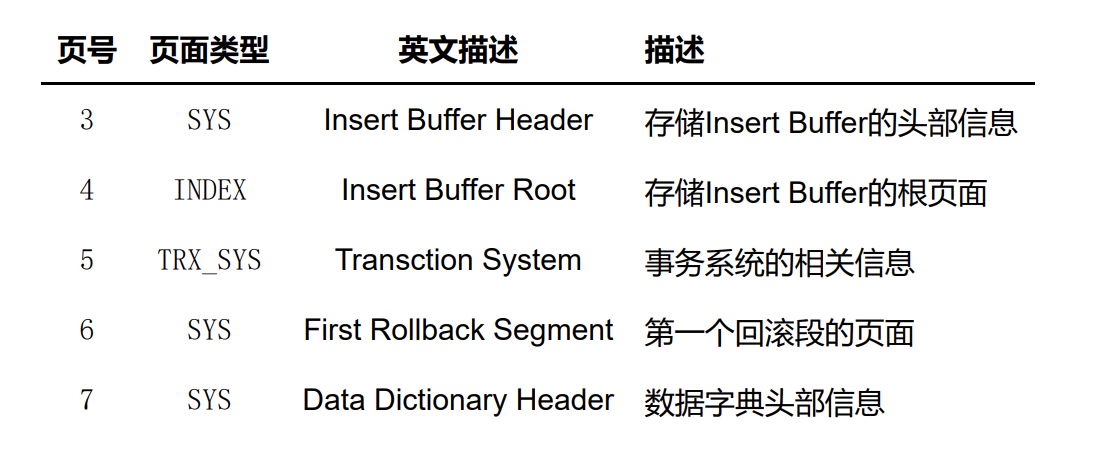 页号 页面类型 英文描述 描述
3 SYS Insert Buffer Header 存储Insert Buffer的头部信息
4 INDEX Insert Buffer Root 存储Insert Buffer的根页面
5 TRX_SYS Transction System 事务系统的相关信息
6 SYS First Rollback Segment 第一个回滚段的页面
7 SYS Data Dictionary Header 数据字典头部信息